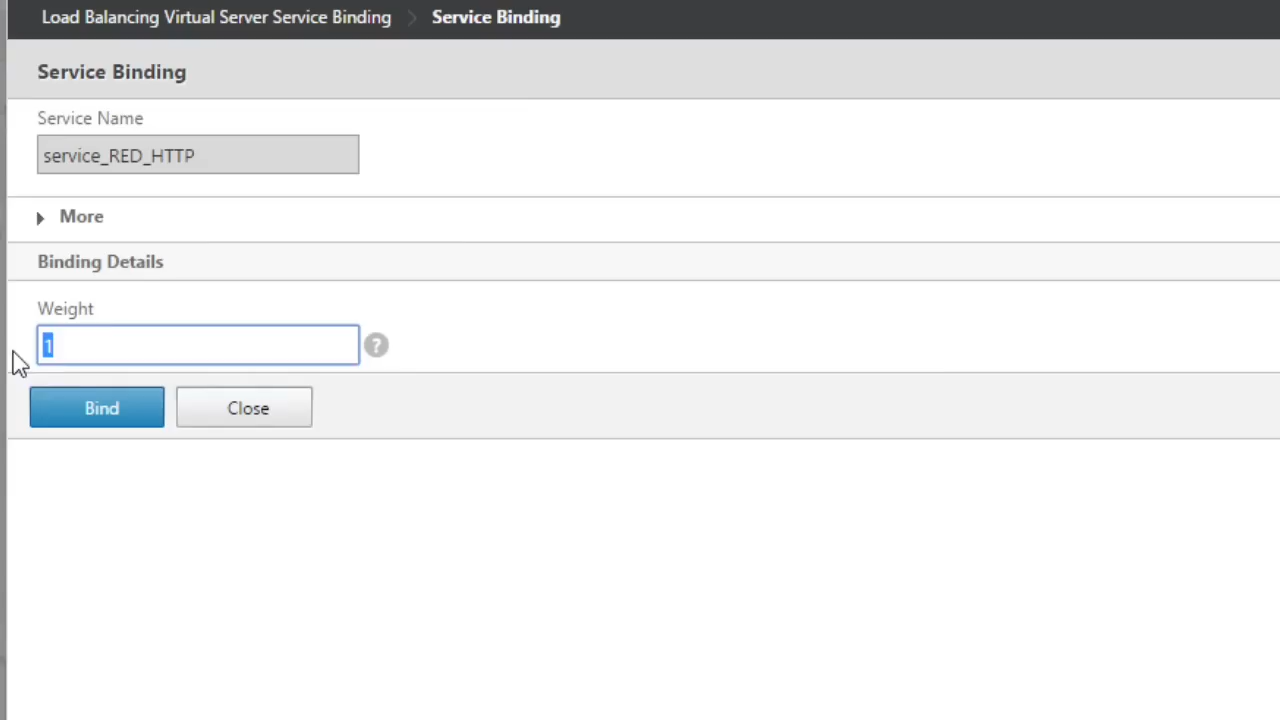 Load Balancing Virtual Server Service Binding Service Binding
Service Binding
Service Name
service_RED_HTTP
More
Binding Details
Weight
1
?
Bind Close